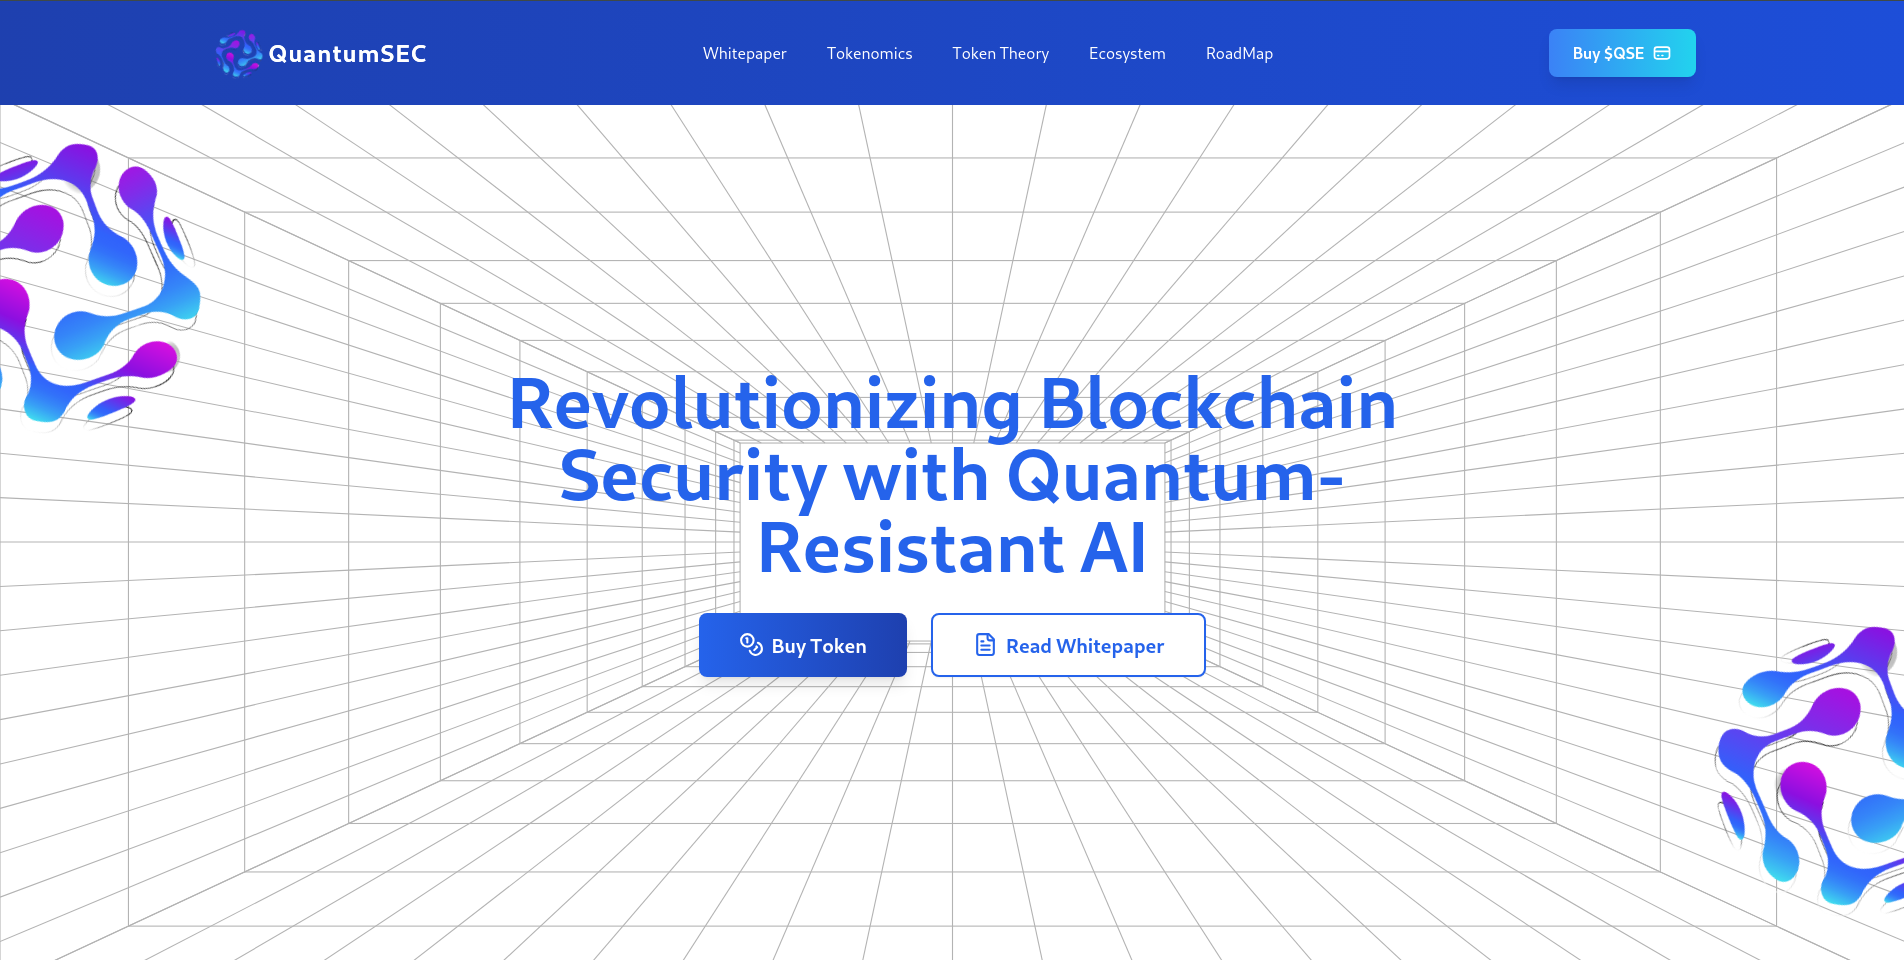 QuantumSEC
Whitepaper
Tokenomics
Token Theory
Ecosystem
RoadMap
Buy $QSE
Revolutionizing Blockchain
Security with Quantum-
Resistant AI
Buy Token
Read Whitepaper